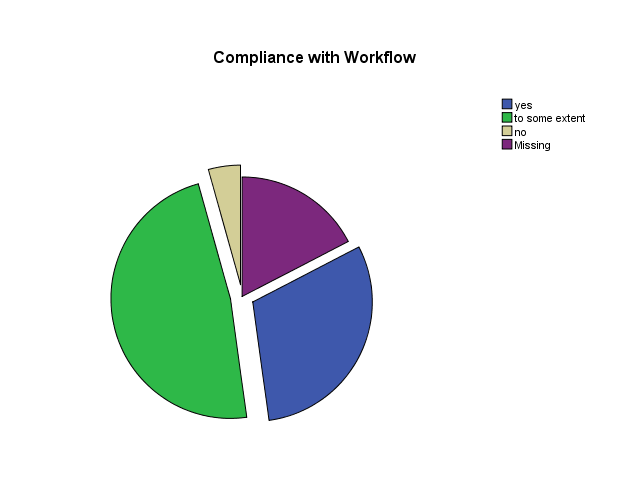 Compliance with Workflow
yes
to some extent
no
Missing